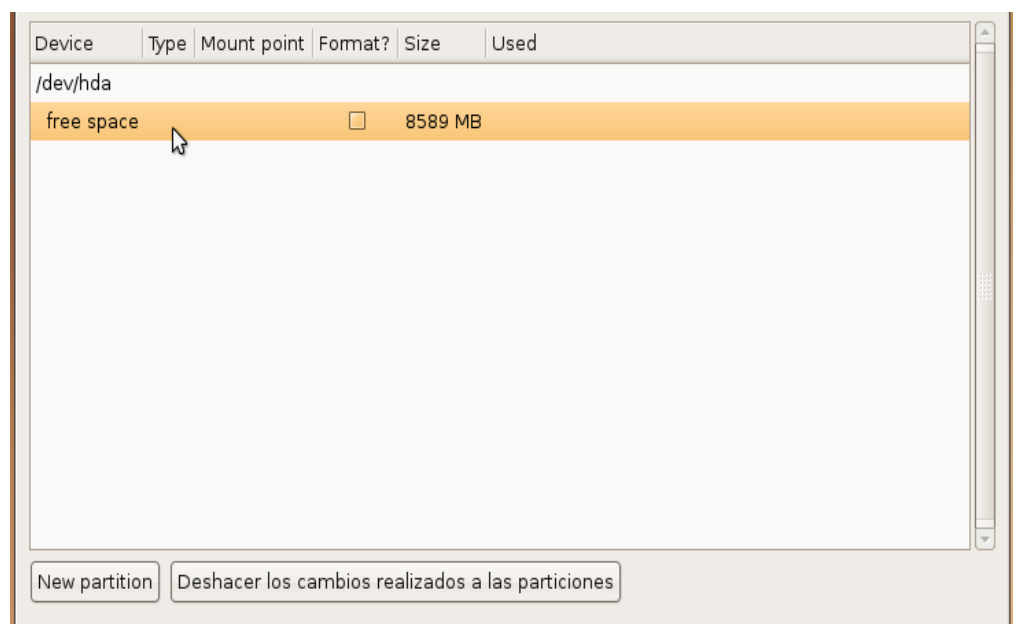 Device Type Mount point Format? Size Used
/dev/hda
free space 8589 MB
New partition Deshacer los cambios realizados a las particiones